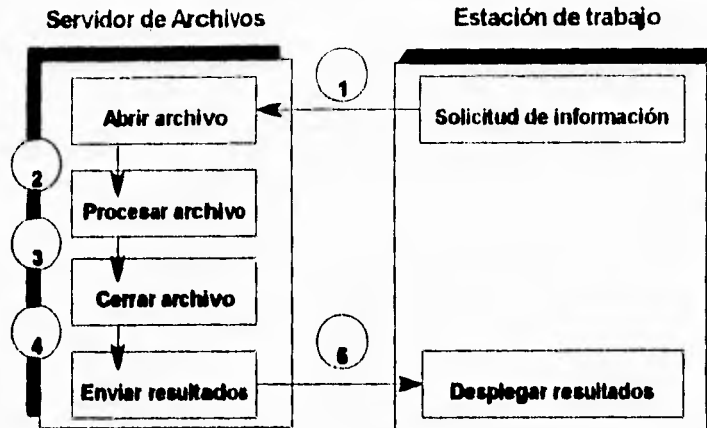 Servidor de Archivos
Estación de trabajo
1
Abrir archivo
Solicitud de información
2
Procesar archivo
3
Cerrar archivo
4
5
Enviar resultados
Desplegar resultados